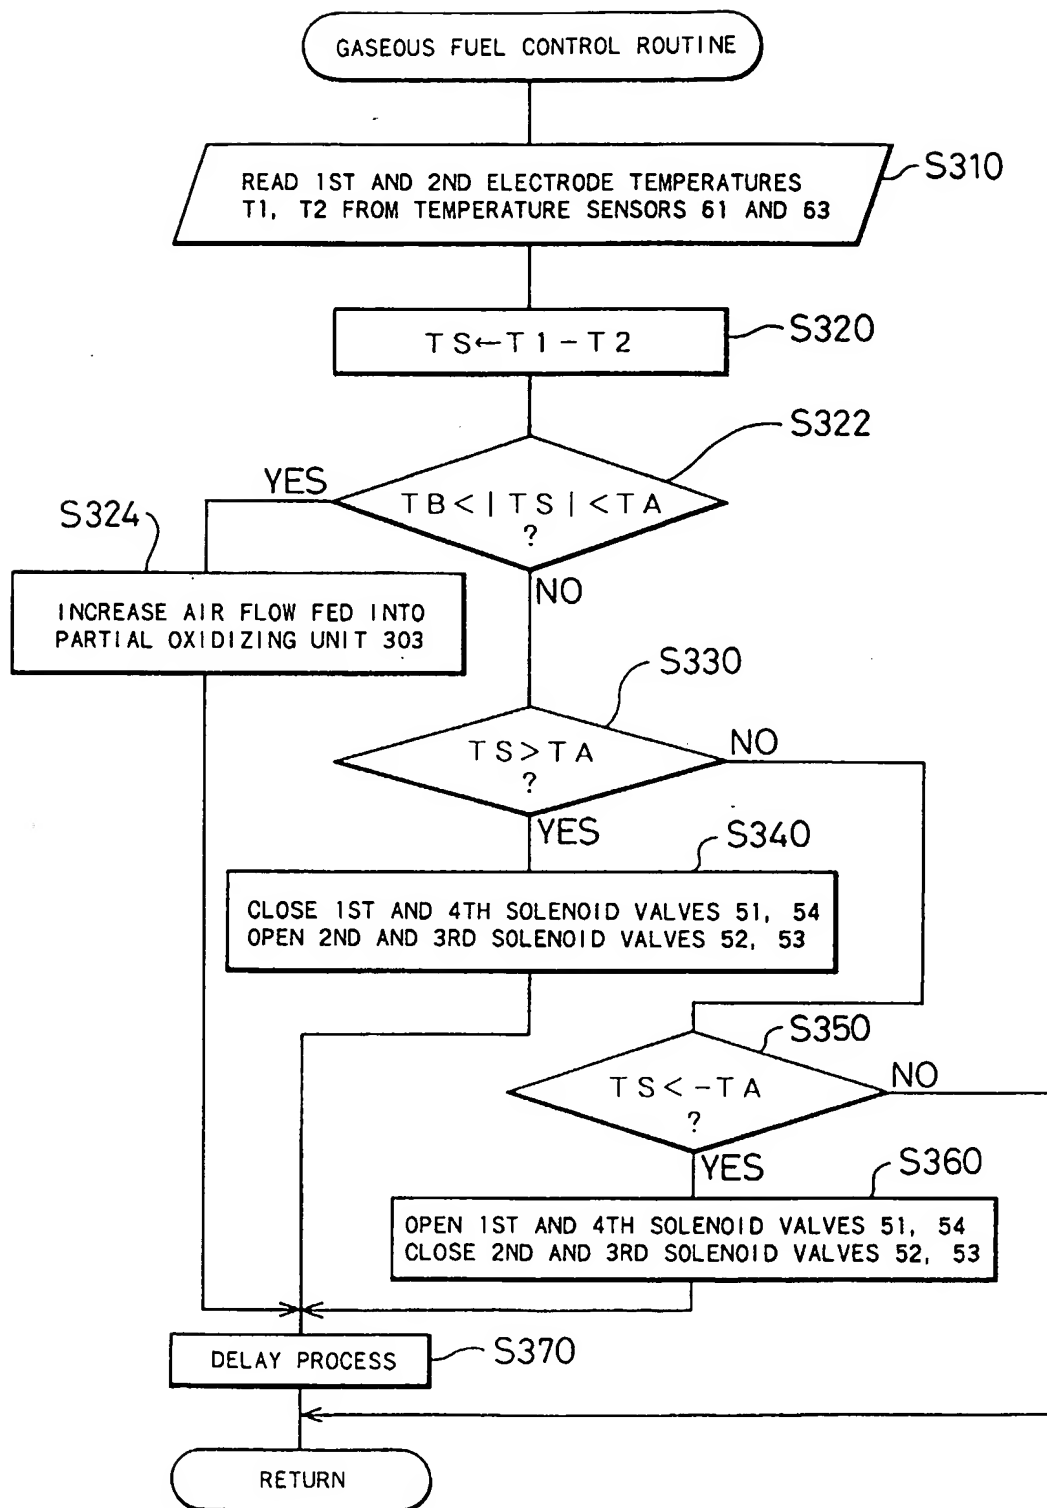 GASEOUS FUEL CONTROL ROUTINE
S310
READ 1ST AND 2ND ELECTRODE TEMPERATURES
T1, T2 FROM TEMPERATURE SENSORS 61 AND 63
S320
TS←T1-T2
S322
YES
TB<|TS|<TA
?
S324
NO
INCREASE AIR FLOW FED INTO
PARTIAL OXIDIZING UNIT 303
S330
TS>TA
?
NO
YES
S340
CLOSE 1ST AND 4TH SOLENOID VALVES 51, 54
OPEN 2ND AND 3RD SOLENOID VALVES 52, 53
S350
TS<-TA
?
NO
YES
S360
OPEN 1ST AND 4TH SOLENOID VALVES 51, 54
CLOSE 2ND AND 3RD SOLENOID VALVES 52, 53
DELAY PROCESS
S370
RETURN